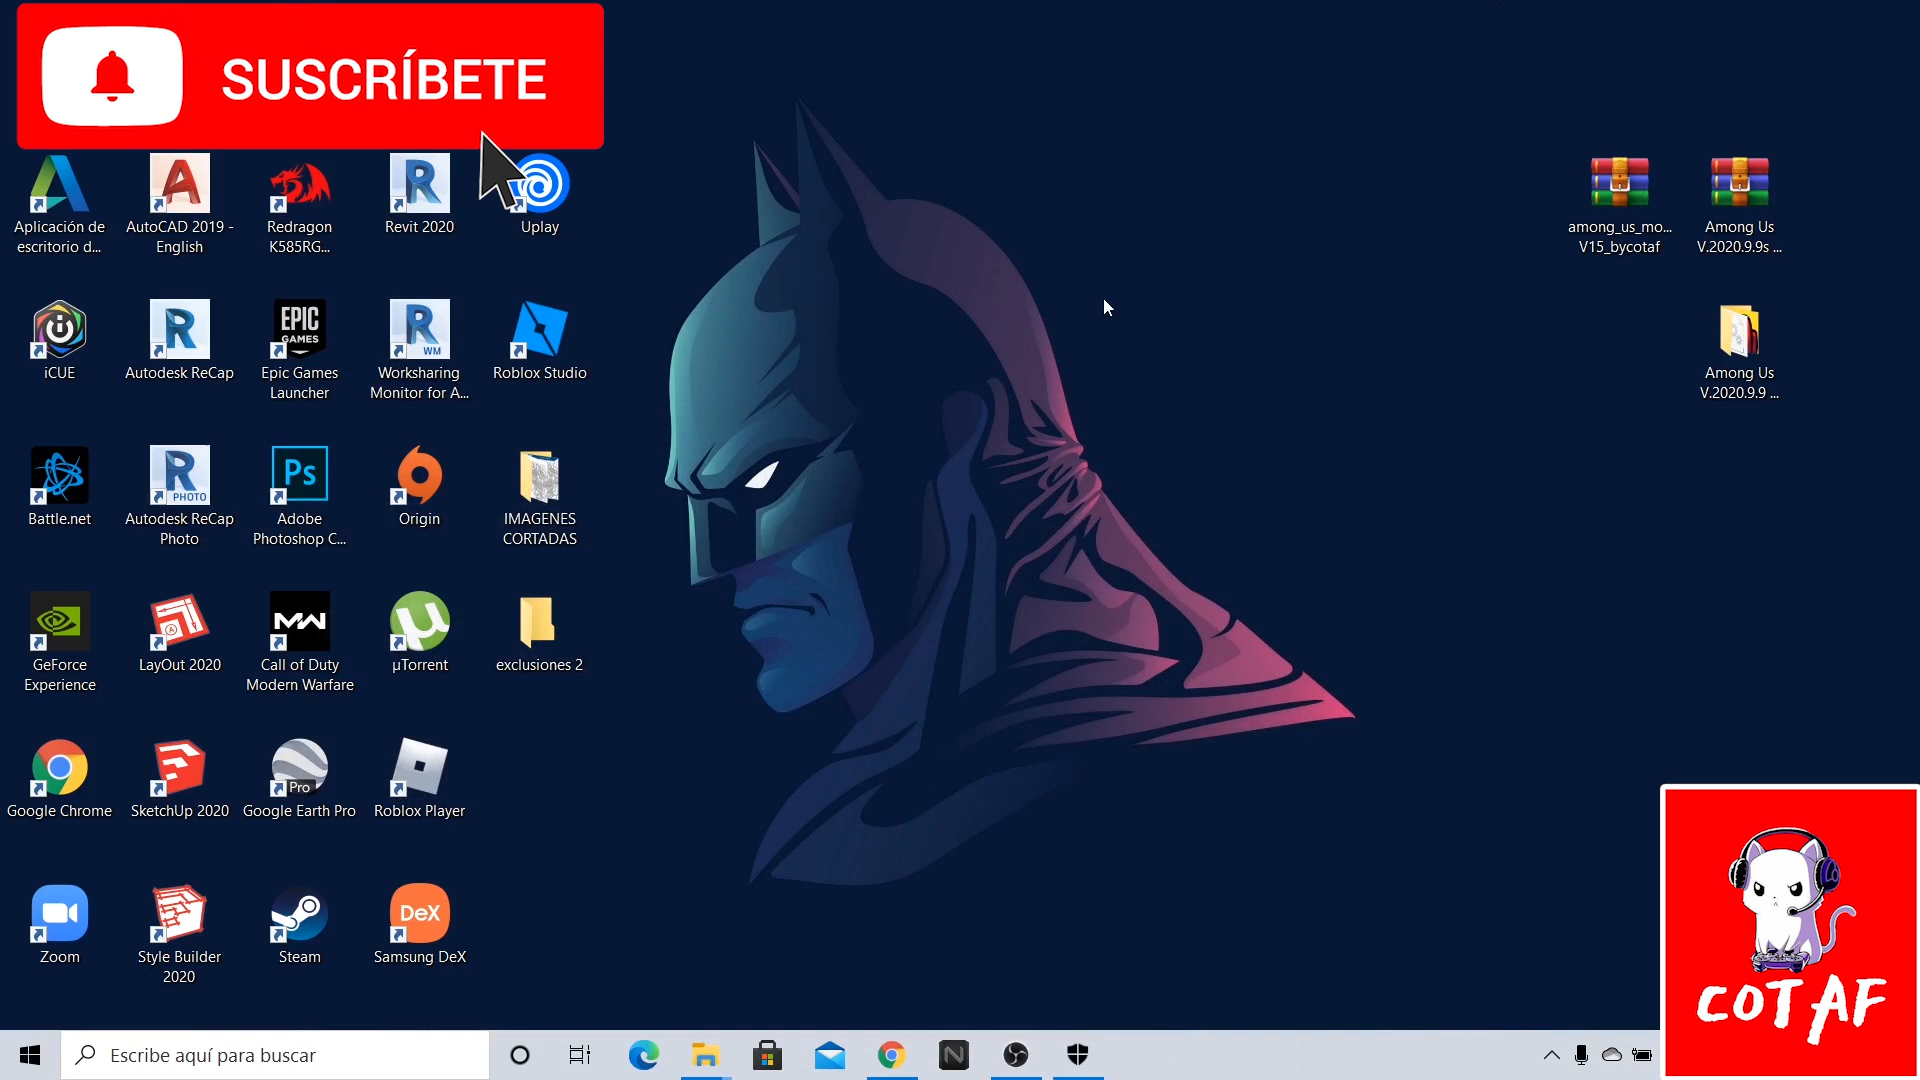 SUSCRÍBETE
Aplicación de
escritorio d...
AutoCAD 2019 -
English
Redragon
K585RG...
Revit 2020
Uplay
among_us_mo...
V15_bycotaf
Among Us
V.2020.9.9s ...
iCUE
R
Autodesk ReCap
EPIC
GAMES
Epic Games
Launcher
R
WM
Worksharing
Monitor for A...
Roblox Studio
Among Us
V.2020.9.9 ...
Battle.net
R
PHOTO
Autodesk ReCap
Photo
Ps
Adobe
Photoshop C...
Origin
IMAGENES
CORTADAS
GeForce
Experience
LayOut 2020
MW
Call of Duty
Modern Warfare
µ
µTorrent
exclusiones 2
Google Chrome
SketchUp 2020
Pro
Google Earth Pro
Roblox Player
Zoom
Style Builder
2020
Steam
DeX
Samsung DeX
COTAF
Escribe aquí para buscar